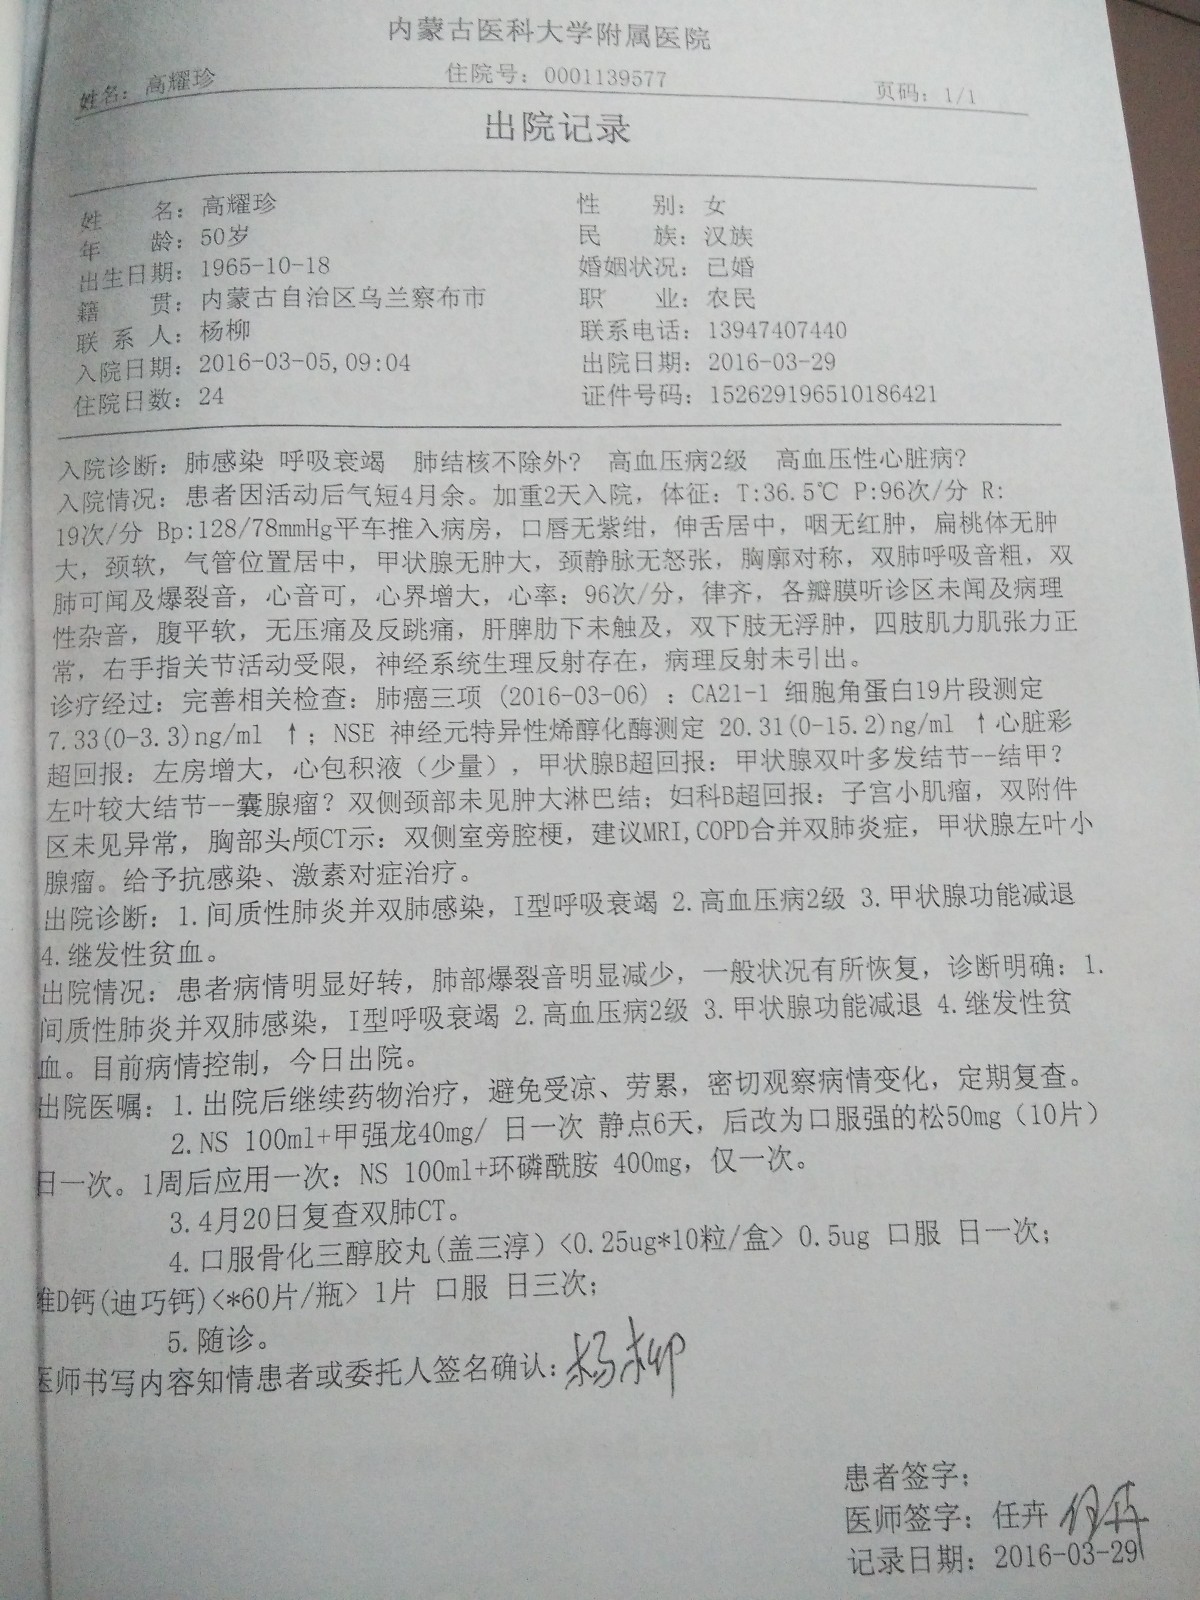 内蒙古医科大学附属医院
姓名：高耀珍 住院号：0001139577 页码：1/1
出院记录
姓 名：高耀珍 性 别：女
年 龄：50岁 民 族：汉族
出生日期：1965-10-18 婚姻状况：已婚
籍 贯：内蒙古自治区乌兰察布市 职 业：农民
联 系 人：杨柳 联系电话：13947407440
入院日期：2016-03-05,09:04 出院日期：2016-03-29
住院日数：24 证件号码：152629196510186421
入院诊断：肺感染 呼吸衰竭 肺结核不除外？ 高血压病2级 高血压性心脏病？
入院情况：患者因活动后气短4月余。加重2天入院，体征：T:36.5℃ P:96次/分 R:
19次/分 Bp:128/78mmHg平车推入病房，口唇无紫绀，伸舌居中，咽无红肿，扁桃体无肿
大，颈软，气管位置居中，甲状腺无肿大，颈静脉无怒张，胸廓对称，双肺呼吸音粗，双
肺可闻及爆裂音，心音可，心界增大，心率：96次/分，律齐，各瓣膜听诊区未闻及病理
性杂音，腹平软，无压痛及反跳痛，肝脾肋下未触及，双下肢无浮肿，四肢肌力肌张力正
常，右手指关节活动受限，神经系统生理反射存在，病理反射未引出。
诊疗经过：完善相关检查：肺癌三项 (2016-03-06) ：CA21-1 细胞角蛋白19片段测定
7.33(0-3.3)ng/ml ↑；NSE 神经元特异性烯醇化酶测定 20.31(0-15.2)ng/ml ↑心脏彩
超回报：左房增大，心包积液（少量），甲状腺B超回报：甲状腺双叶多发结节--结甲？
左叶较大结节--囊腺瘤？双侧颈部未见肿大淋巴结；妇科B超回报：子宫小肌瘤，双附件
区未见异常，胸部头颅CT示：双侧室旁腔梗，建议MRI,COPD合并双肺炎症，甲状腺左叶小
腺瘤。给予抗感染、激素对症治疗。
出院诊断：1.间质性肺炎并双肺感染，I型呼吸衰竭 2.高血压病2级 3.甲状腺功能减退
4.继发性贫血。
出院情况：患者病情明显好转，肺部爆裂音明显减少，一般状况有所恢复，诊断明确：1.
间质性肺炎并双肺感染，I型呼吸衰竭 2.高血压病2级 3.甲状腺功能减退 4.继发性贫
血。目前病情控制，今日出院。
出院医嘱：1.出院后继续药物治疗，避免受凉、劳累，密切观察病情变化，定期复查。
2.NS 100ml+甲强龙40mg/ 日一次 静点6天，后改为口服强的松50mg（10片）
日一次。1周后应用一次：NS 100ml+环磷酰胺 400mg，仅一次。
3.4月20日复查双肺CT。
4.口服骨化三醇胶丸(盖三淳）<0.25ug*10粒/盒> 0.5ug 口服 日一次；
维D钙(迪巧钙)<*60片/瓶> 1片 口服 日三次；
5.随诊。
医师书写内容知情患者或委托人签名确认：杨柳
患者签字：
医师签字：任卉 任卉
记录日期：2016-03-29